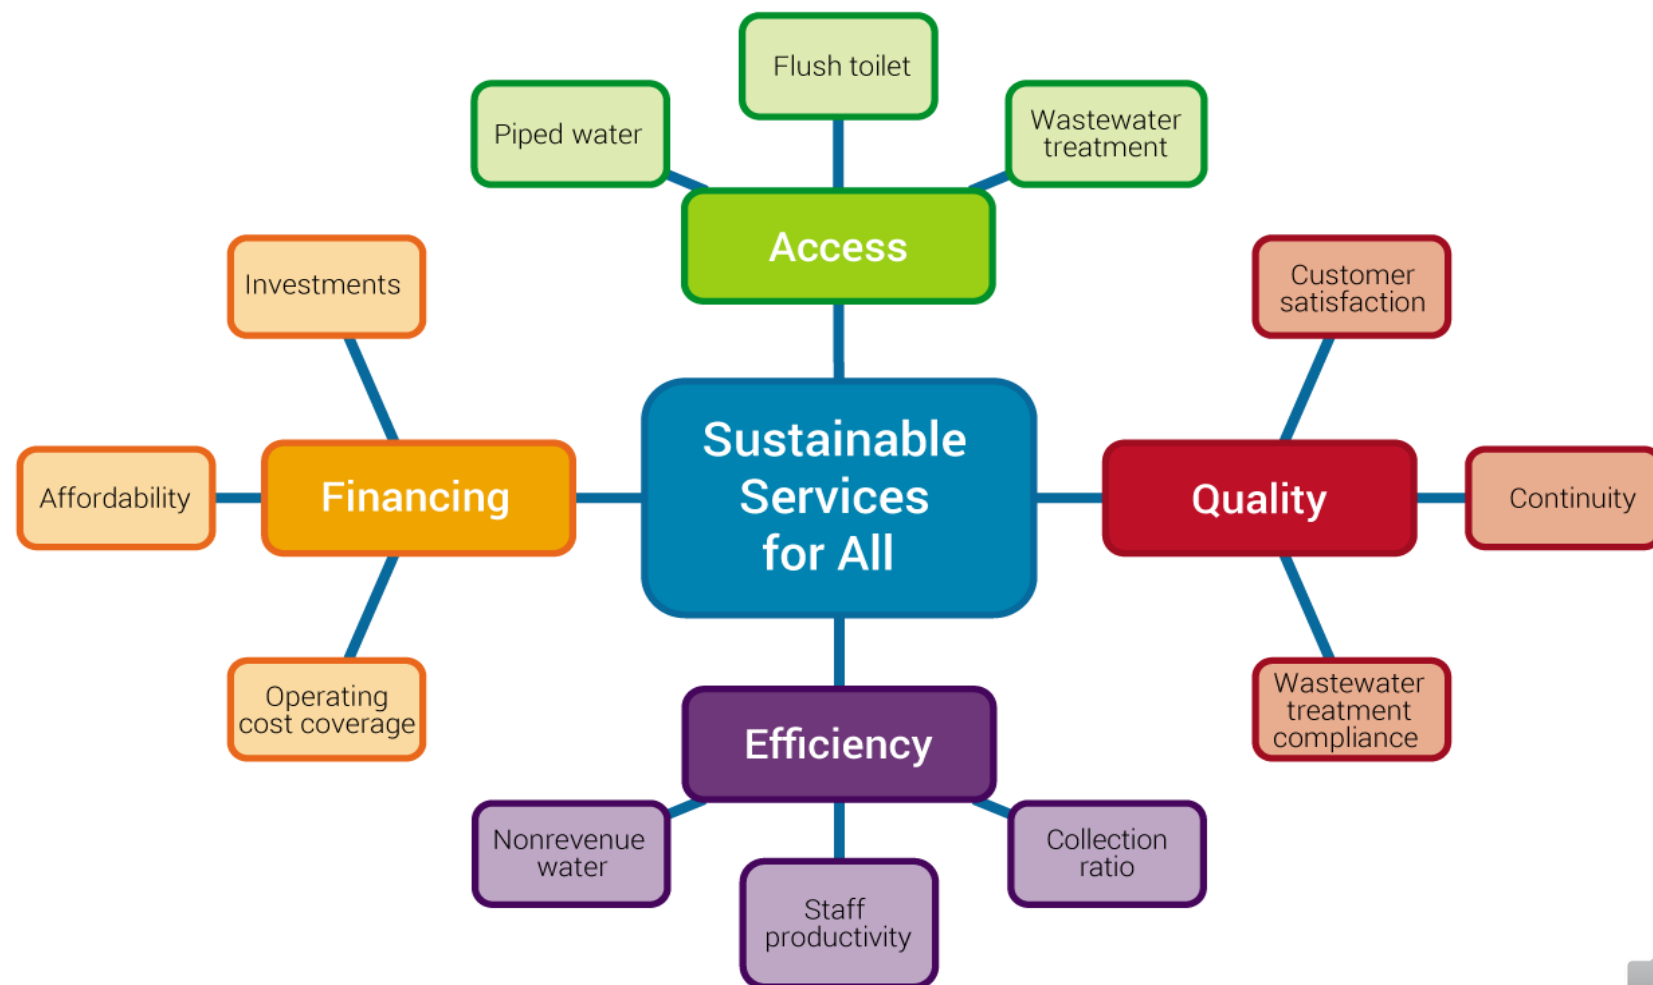 Flush toilet
Piped water
Wastewater
treatment
Access
Investments
Customer
satisfaction
Affordability
Financing
Sustainable
Services
for All
Quality
Continuity
Operating
cost coverage
Wastewater
treatment
compliance
Efficiency
Nonrevenue
water
Staff
productivity
Collection
ratio